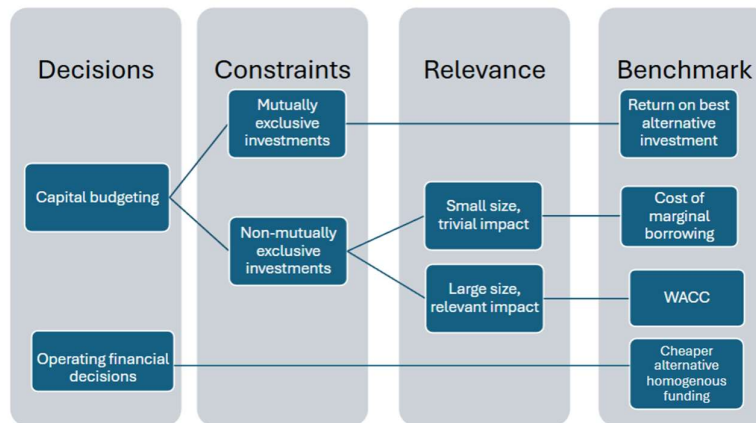 Decisions
Constraints
Relevance
Benchmark
Mutually
exclusive
investments
Return on best
alternative
investment
Capital budgeting
Non-mutually
exclusive
investments
Small size,
trivial impact
Cost of
marginal
borrowing
Large size,
relevant impact
WACC
Operating financial
decisions
Cheaper
alternative
homogenous
funding